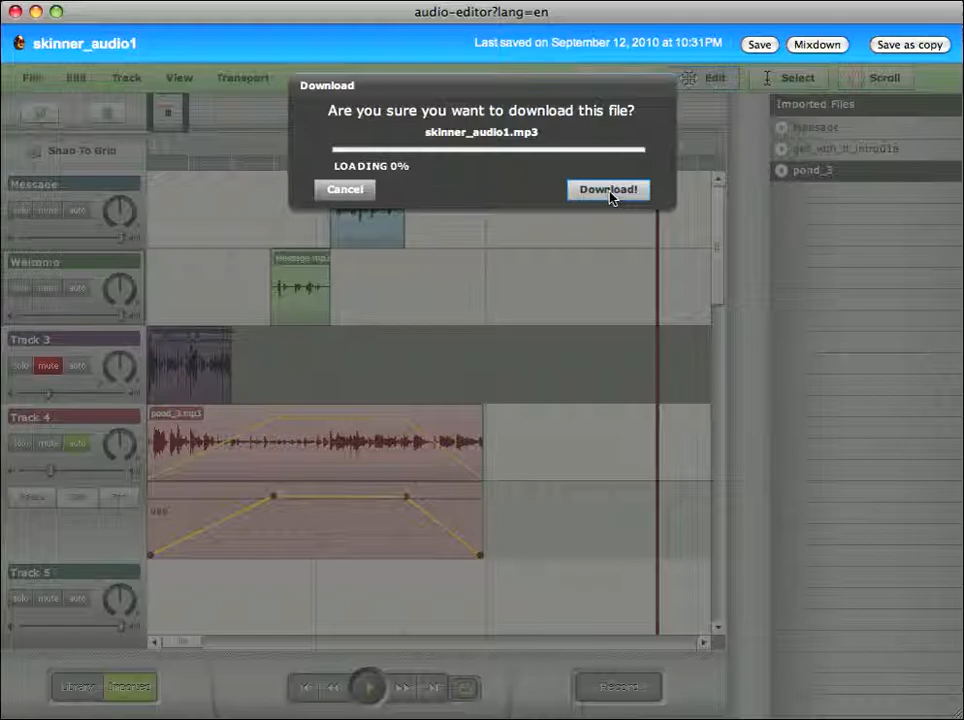 audio-editor?lang=en
skinner_audio1
Last saved on September 12, 2010 at 10:31PM
Save
Mixdown
Save as copy
File
Edit
Track
View
Transport
Edit
Select
Scroll
Download
Are you sure you want to download this file?
skinner_audio1.mp3
LOADING 0%
Cancel
Download!
Imported Files
Message
pond_3
Snap To Grid
Message
solo mute auto
Message.mp3
solo mute auto
Track 3
solo mute auto
Track 4
pond_3.mp3
solo mute auto
Track 5
solo mute auto
Library
Imported
Record